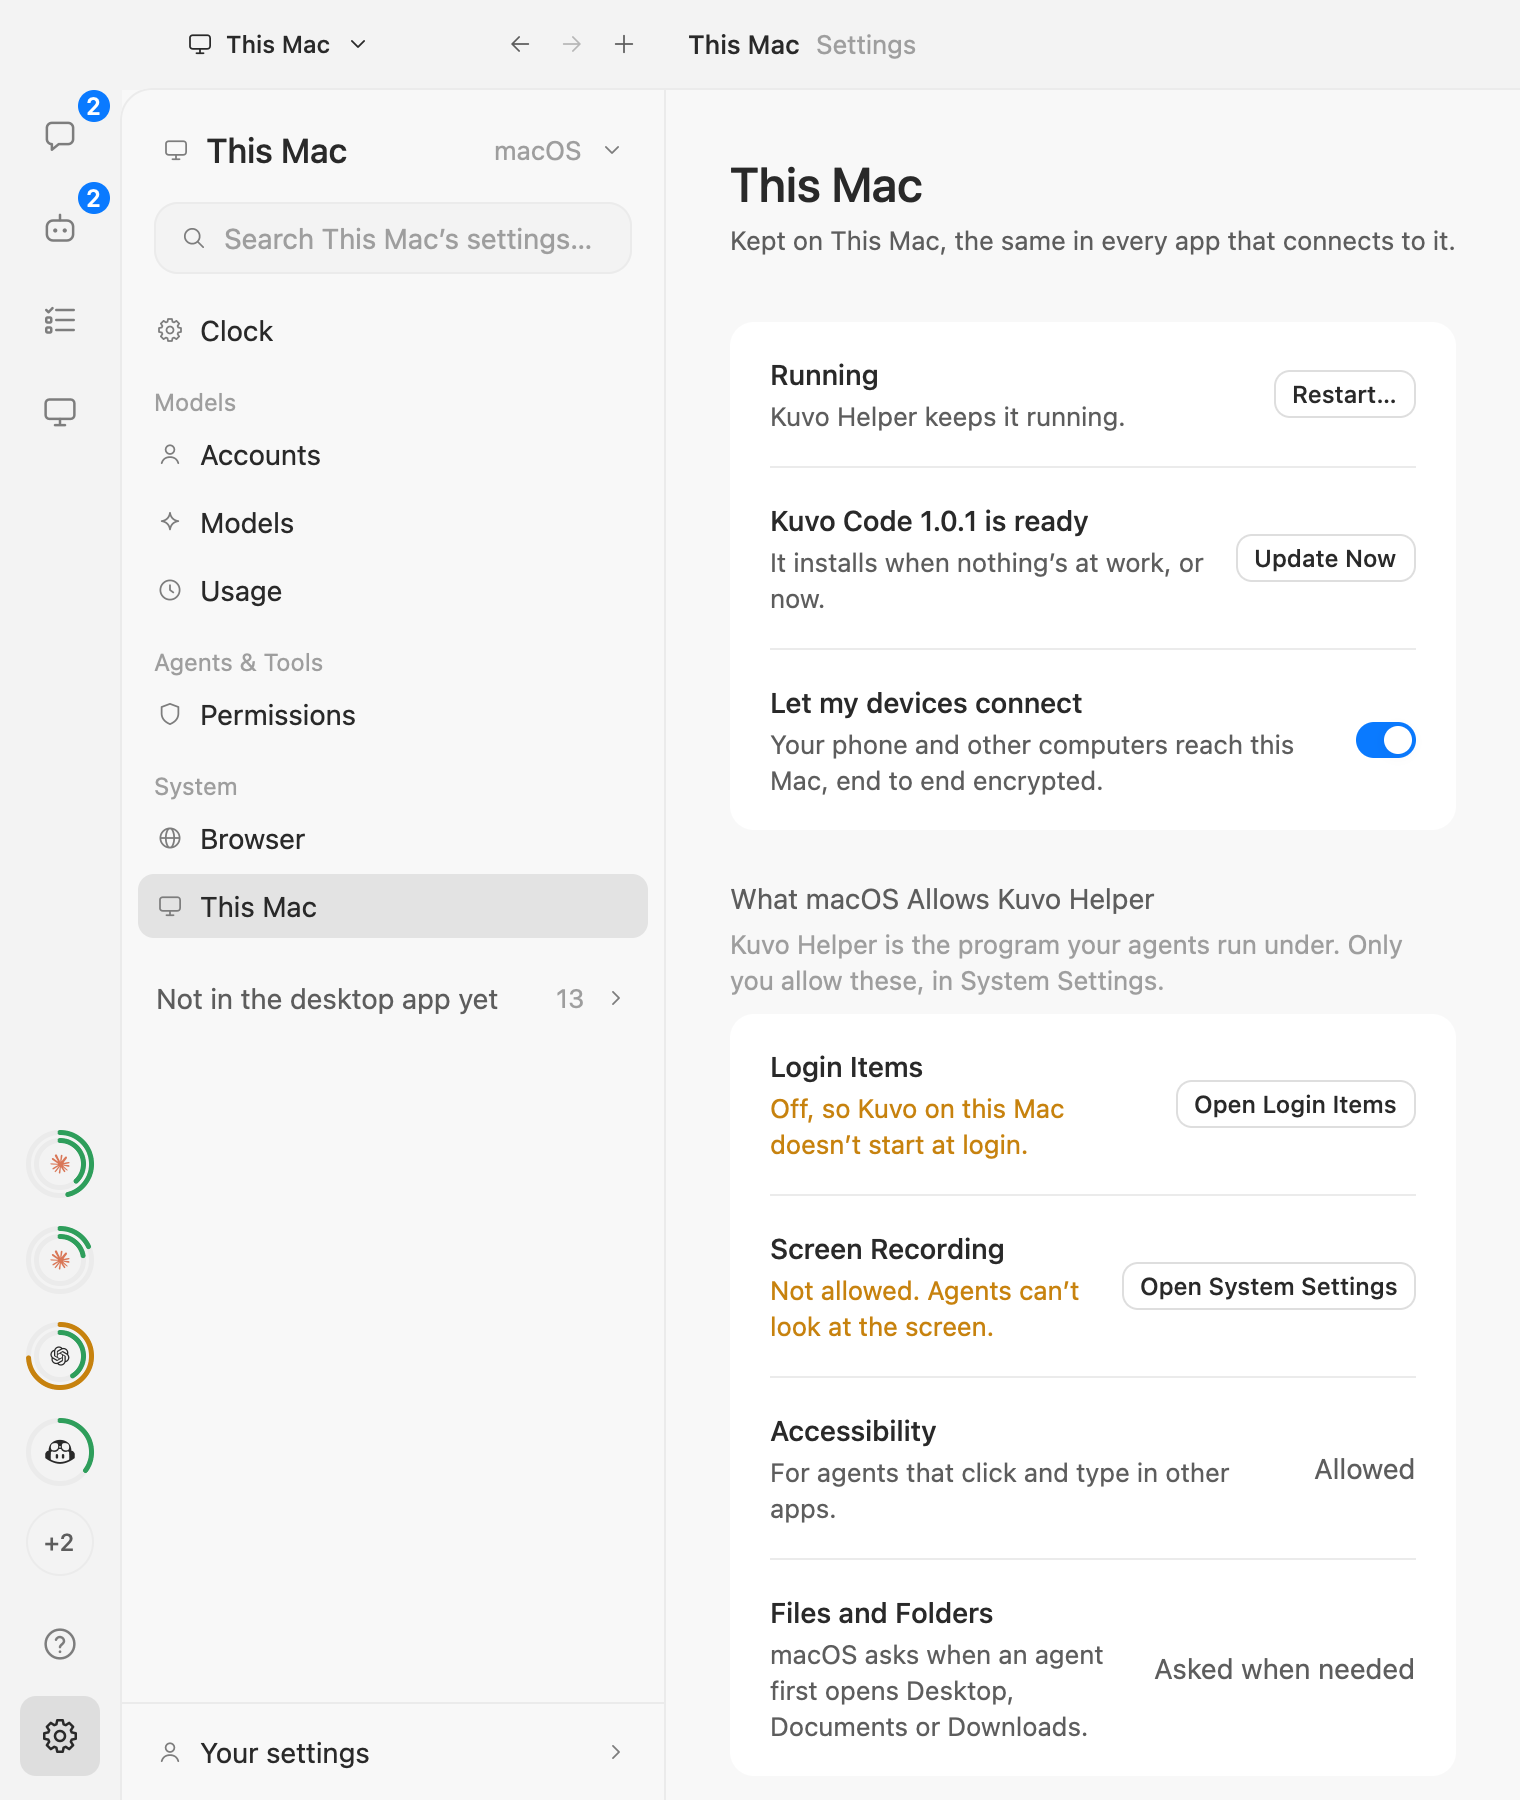 This Mac
This Mac Settings
2
2
This Mac macOS
Search This Mac’s settings...
Clock
Models
Accounts
Models
Usage
Agents & Tools
Permissions
System
Browser
This Mac
Not in the desktop app yet 13
+2
Your settings
This Mac
Kept on This Mac, the same in every app that connects to it.
Running
Kuvo Helper keeps it running.
Restart...
Kuvo Code 1.0.1 is ready
It installs when nothing’s at work, or
now.
Update Now
Let my devices connect
Your phone and other computers reach this
Mac, end to end encrypted.
What macOS Allows Kuvo Helper
Kuvo Helper is the program your agents run under. Only
you allow these, in System Settings.
Login Items
Off, so Kuvo on this Mac
doesn’t start at login.
Open Login Items
Screen Recording
Not allowed. Agents can’t
look at the screen.
Open System Settings
Accessibility
For agents that click and type in other
apps.
Allowed
Files and Folders
macOS asks when an agent
first opens Desktop,
Documents or Downloads.
Asked when needed